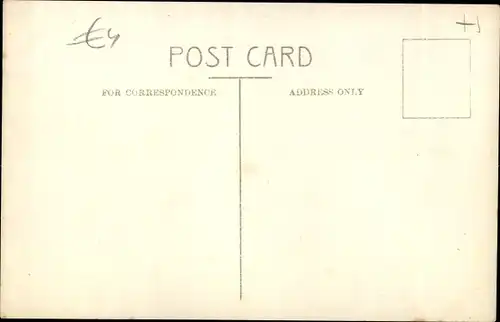 €4
POST CARD
FOR CORRESPONDENCE
ADDRESS ONLY